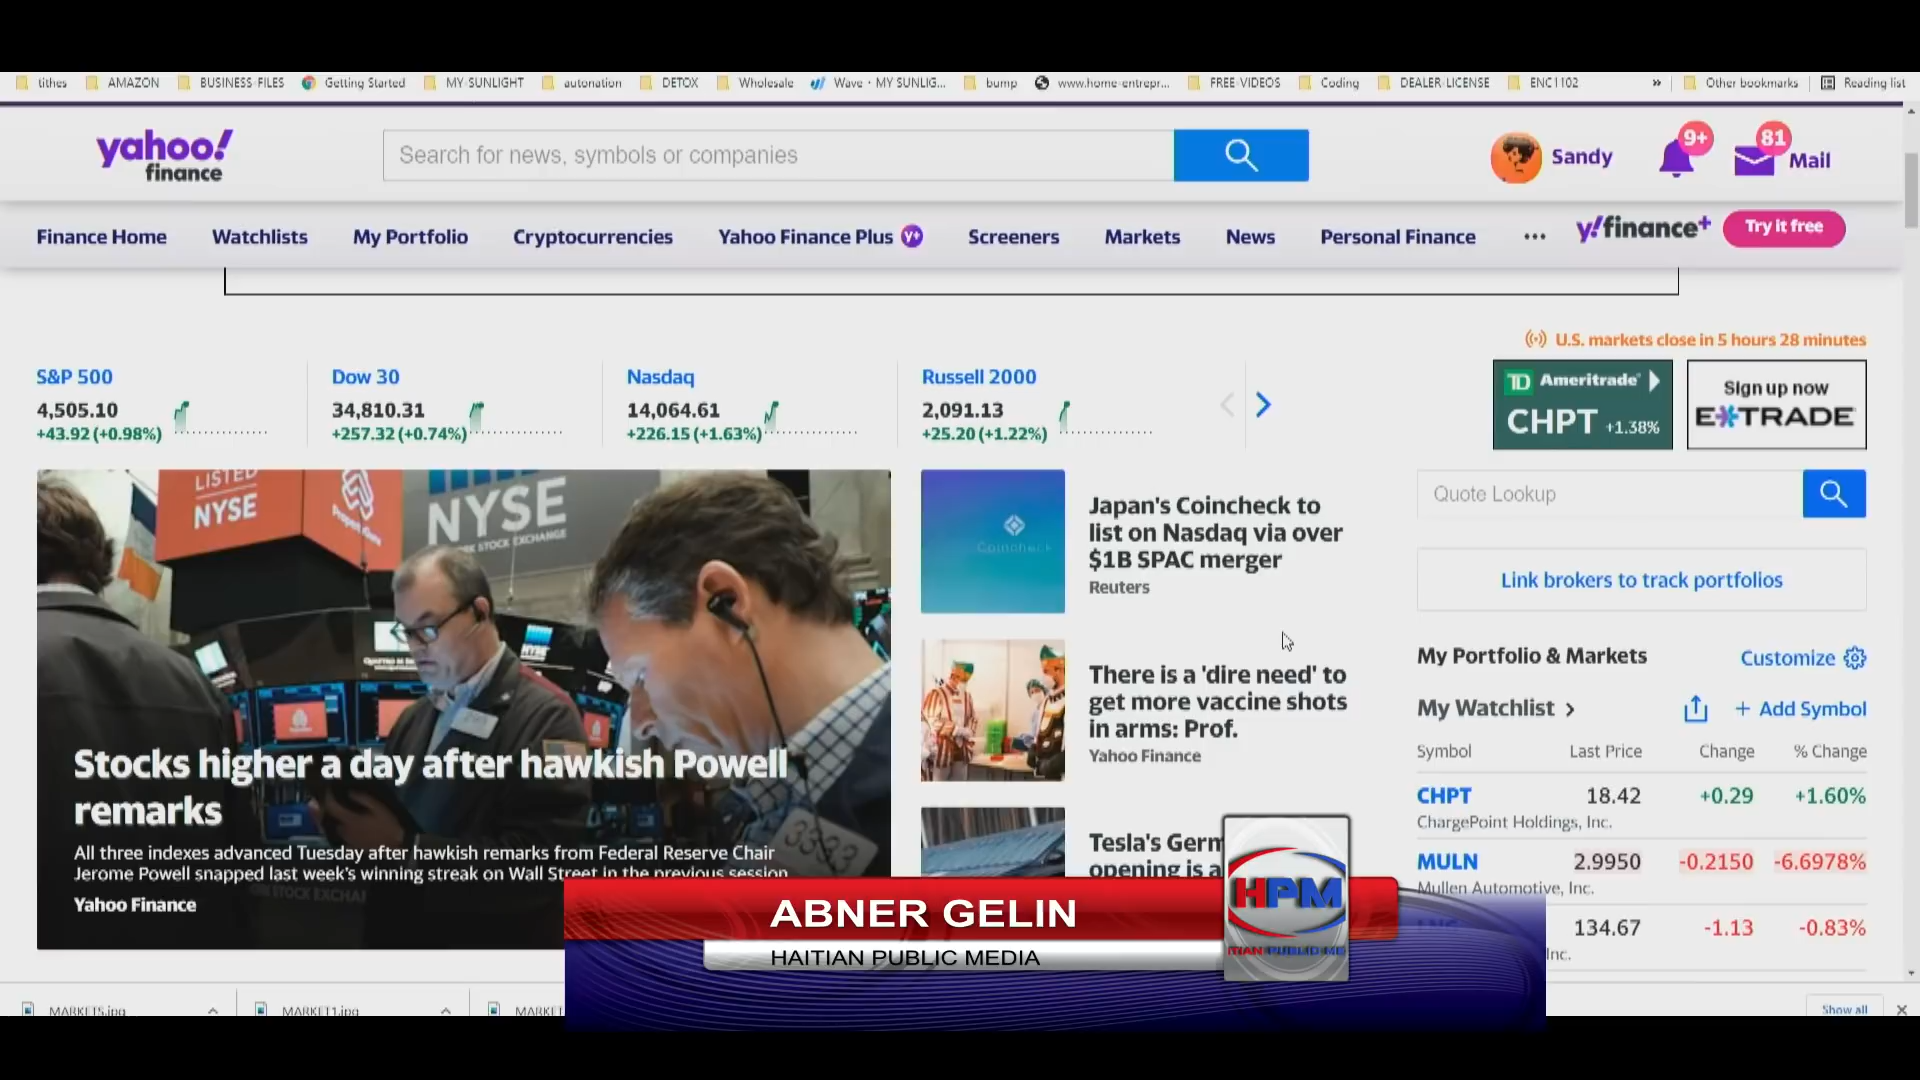 tithes AMAZON BUSINESS-FILES Getting Started MY-SUNLIGHT autonation DETOX Wholesale Wave · MY SUNLIG... bump www.home-entrepr... FREE-VIDEOS Coding DEALER-LICENSE ENC1102 » Other bookmarks Reading list
yahoo!
finance
Search for news, symbols or companies
Sandy
9+
81
Mail
Finance Home Watchlists My Portfolio Cryptocurrencies Yahoo Finance Plus Y+ Screeners Markets News Personal Finance ... y!finance+ Try it free
U.S. markets close in 5 hours 28 minutes
S&P 500
4,505.10
+43.92 (+0.98%)
Dow 30
34,810.31
+257.32 (+0.74%)
Nasdaq
14,064.61
+226.15 (+1.63%)
Russell 2000
2,091.13
+25.20 (+1.22%)
TD Ameritrade
CHPT +1.38%
Sign up now
E*TRADE
LISTED
NYSE
NYSE
STOCK EXCHANGE
3333
Stocks higher a day after hawkish Powell
remarks
All three indexes advanced Tuesday after hawkish remarks from Federal Reserve Chair
Jerome Powell snapped last week's winning streak on Wall Street in the previous session
Yahoo Finance
Coincheck
Japan's Coincheck to
list on Nasdaq via over
$1B SPAC merger
Reuters
There is a 'dire need' to
get more vaccine shots
in arms: Prof.
Yahoo Finance
Tesla's Germ
opening is a
Quote Lookup
Link brokers to track portfolios
My Portfolio & Markets Customize
My Watchlist > + Add Symbol
Symbol Last Price Change % Change
CHPT 18.42 +0.29 +1.60%
ChargePoint Holdings, Inc.
MULN 2.9950 -0.2150 -6.6978%
Mullen Automotive, Inc.
134.67 -1.13 -0.83%
Inc.
HPM
ABNER GELIN
HAITIAN PUBLIC MEDIA
MARKET5.jpg MARKET1.jpg MARKET
Show all